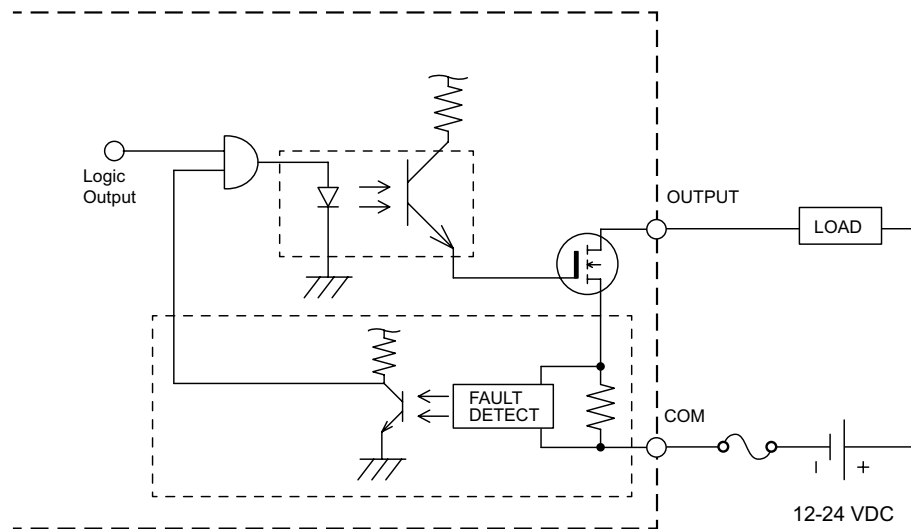 Logic
Output
OUTPUT
LOAD
FAULT
DETECT
COM
- +
12-24 VDC